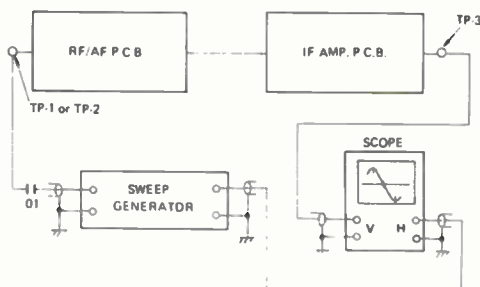 RF/AF P C B
IF AMP. P.C.B.
TP-3
TP-1 or TP-2
SCOPE
SWEEP
GENERATOR
01
V H